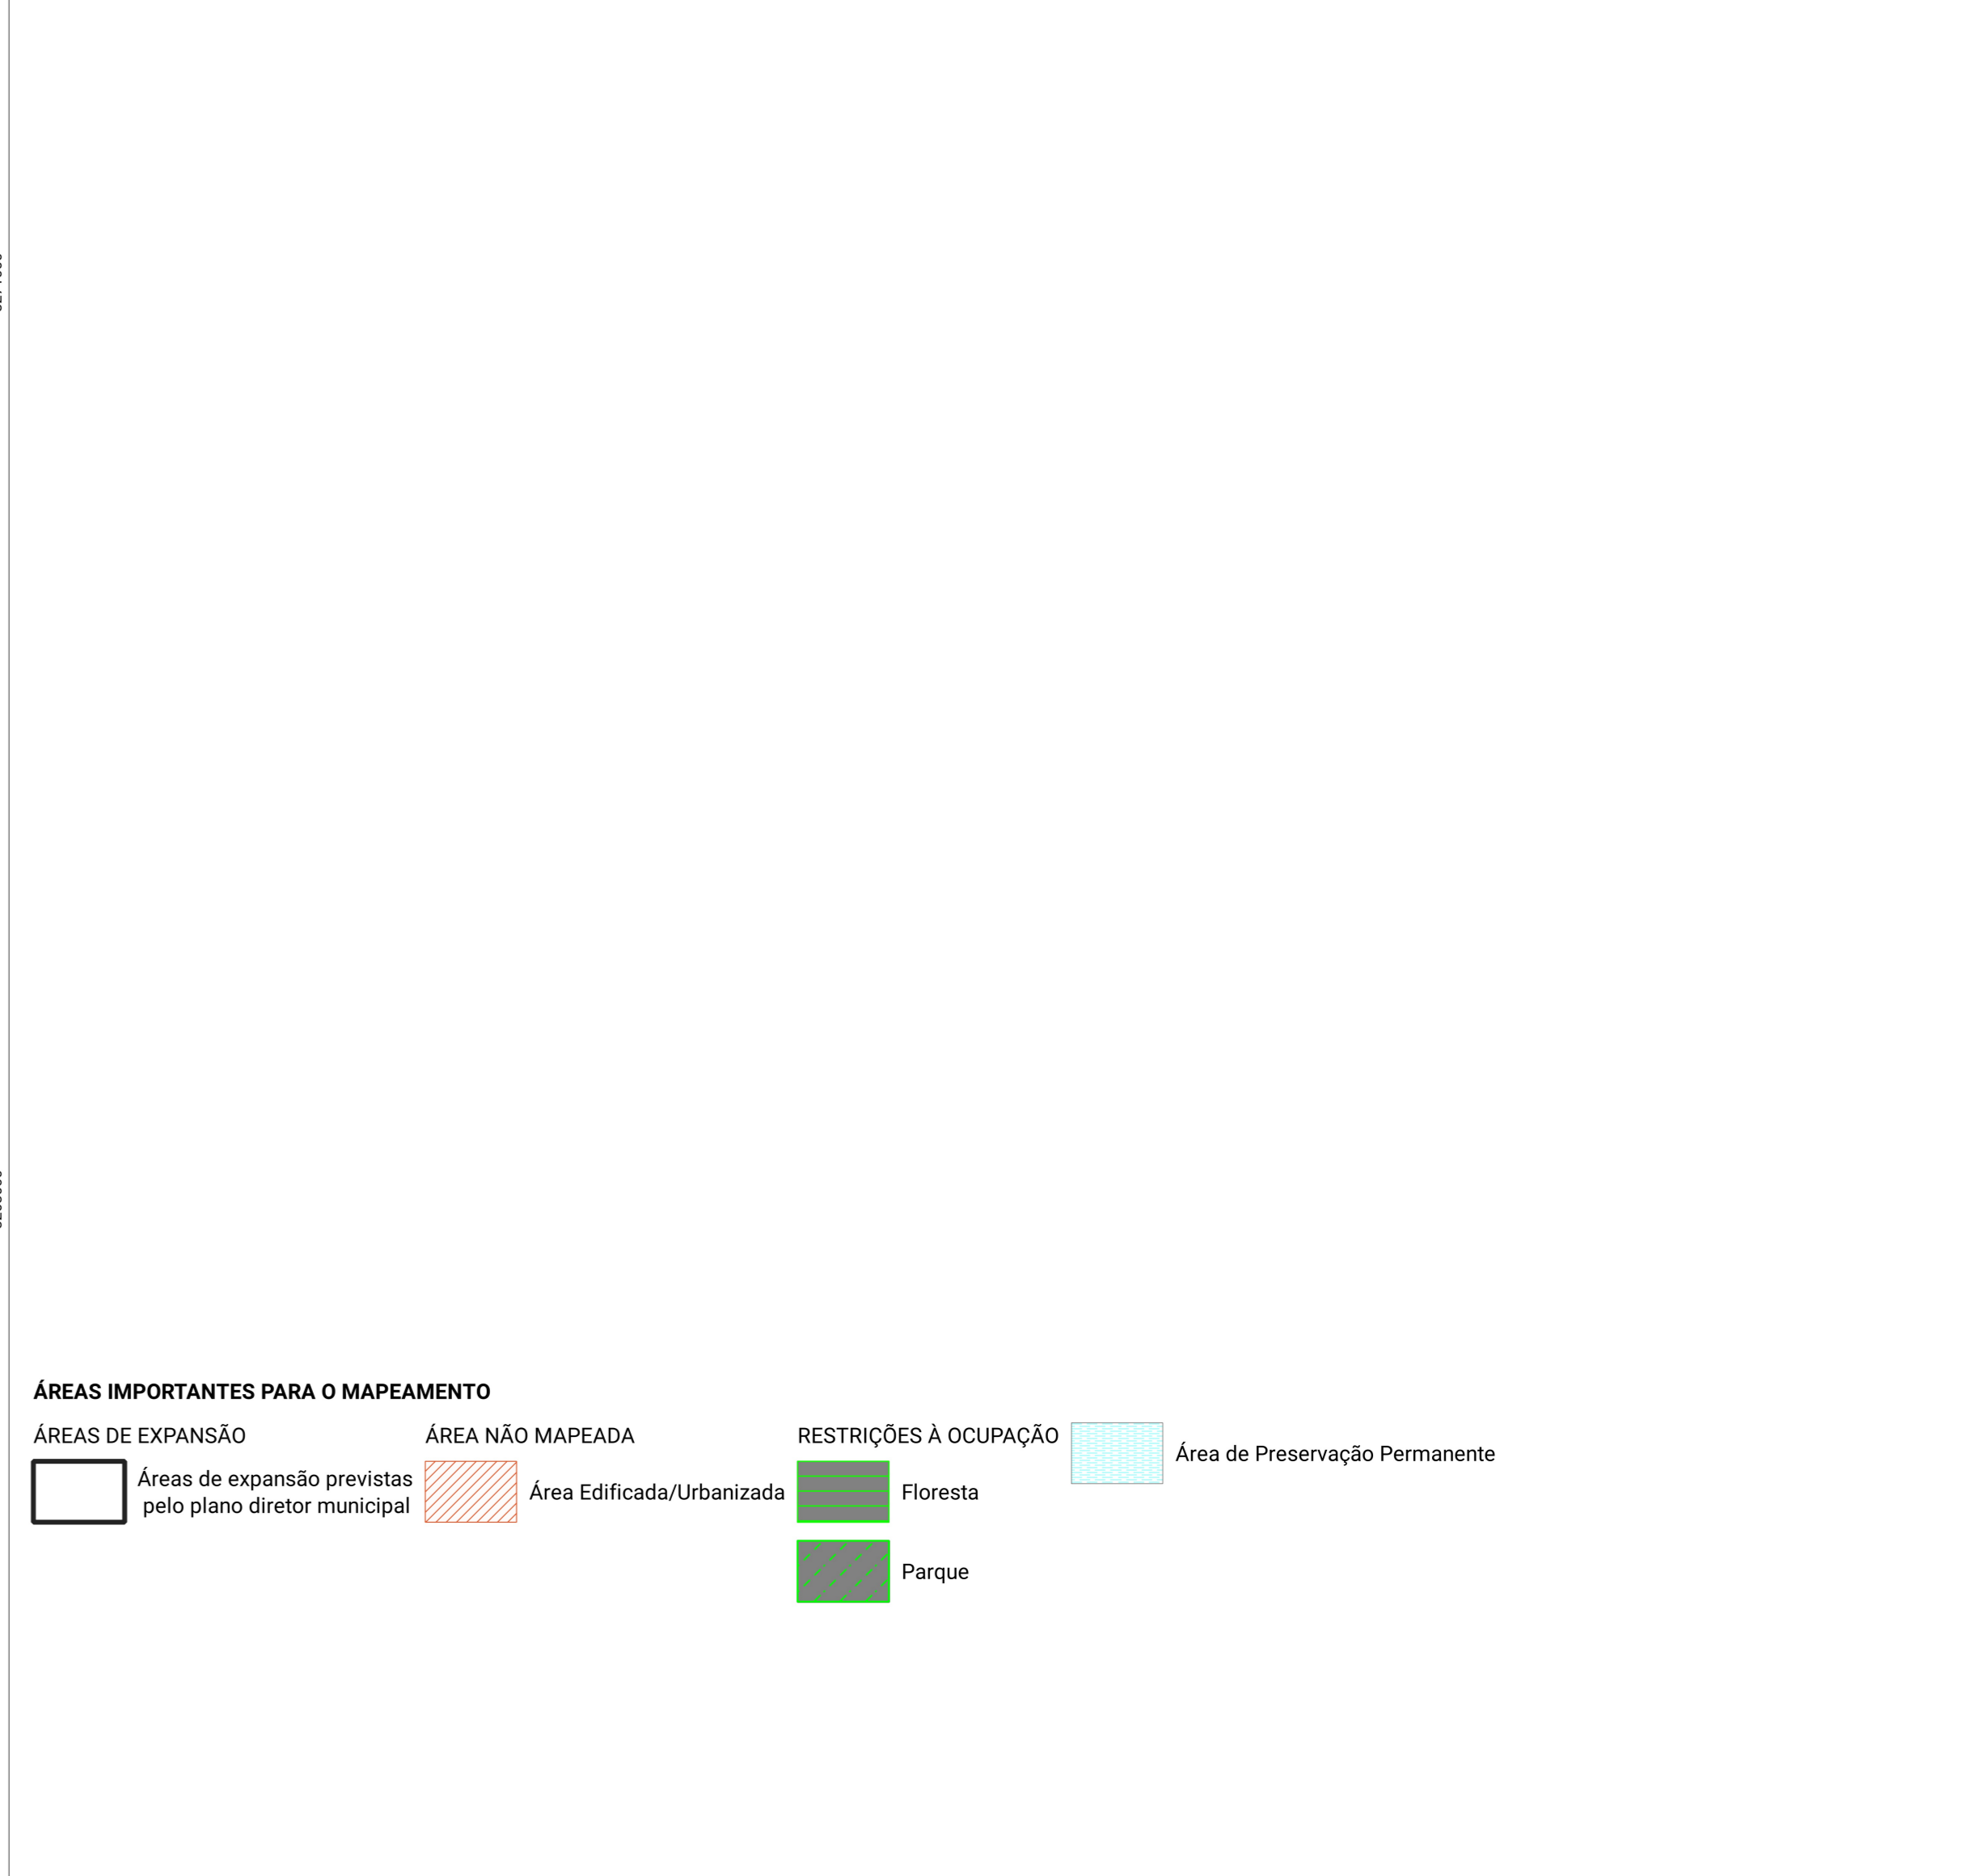 ÁREAS IMPORTANTES PARA O MAPEAMENTO
ÁREAS DE EXPANSÃO
Áreas de expansão previstas
pelo plano diretor municipal
ÁREA NÃO MAPEADA
Área Edificada/Urbanizada
RESTRIÇÕES À OCUPAÇÃO
Floresta
Parque
Área de Preservação Permanente